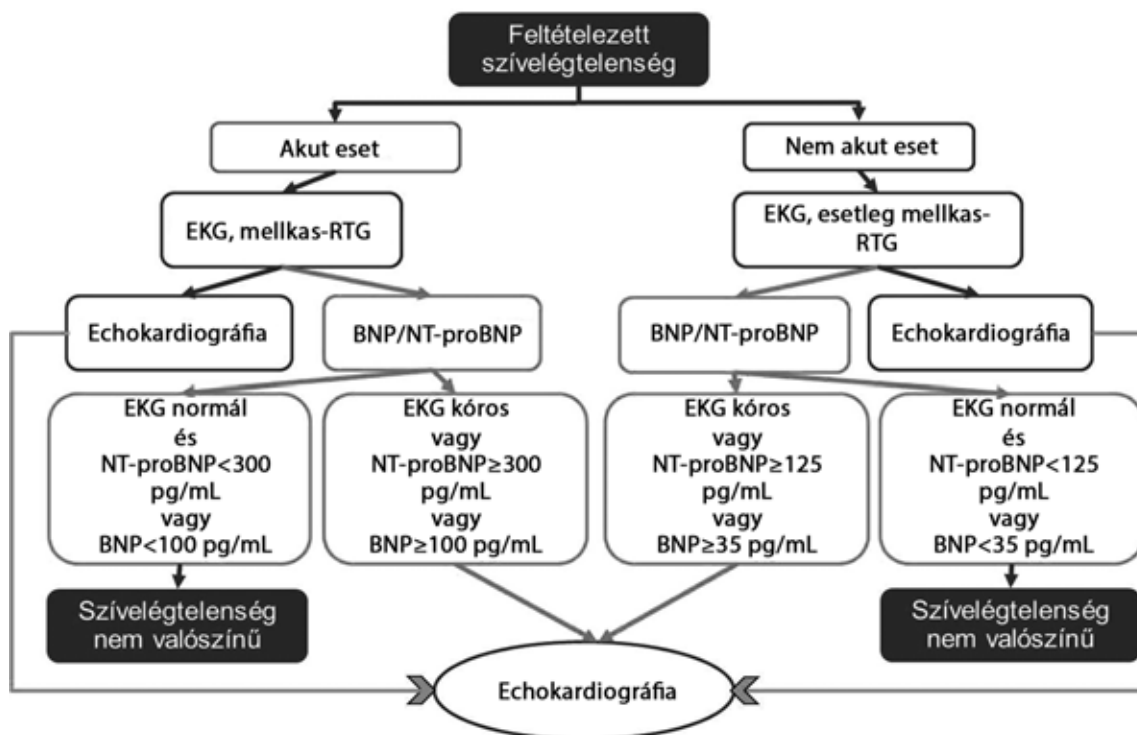 Feltételezett
szívelégtelenség
Akut eset
Nem akut eset
EKG, mellkas-RTG
EKG, esetleg mellkas-
RTG
Echokardiográfia
BNP/NT-proBNP
BNP/NT-proBNP
Echokardiográfia
EKG normál
és
NT-proBNP<300
pg/mL
vagy
BNP<100 pg/mL
EKG kóros
vagy
NT-proBNP≥300
pg/mL
vagy
BNP≥100 pg/mL
EKG kóros
vagy
NT-proBNP≥125
pg/mL
vagy
BNP≥35 pg/mL
EKG normál
és
NT-proBNP<125
pg/mL
vagy
BNP<35 pg/mL
Szívelégtelenség
nem valószínű
Szívelégtelenség
nem valószínű
Echokardiográfia